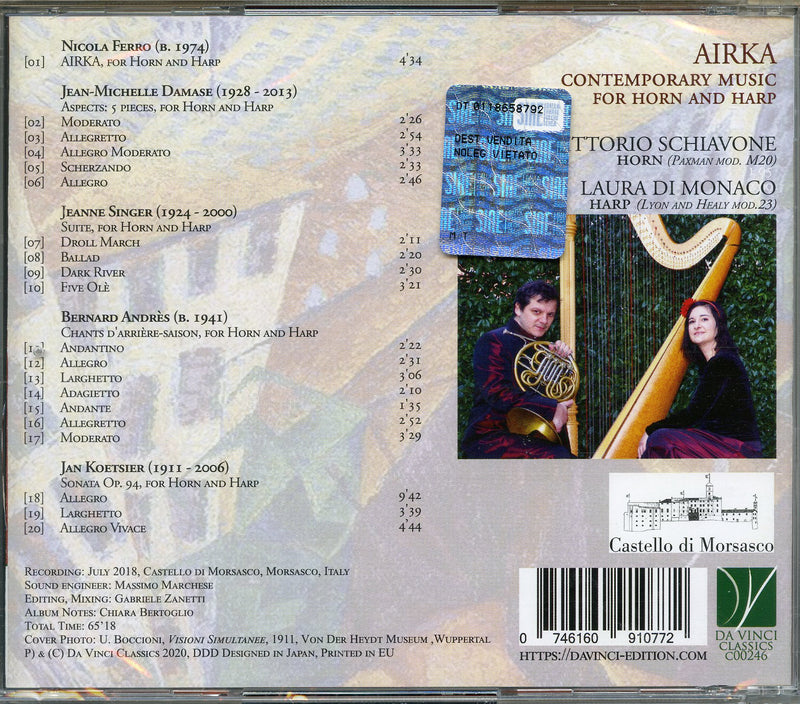 Nicola Ferro (b. 1974)
[01] AIRKA, for Horn and Harp 4'34
Jean-Michelle Damase (1928 - 2013)
Aspects: 5 pieces, for Horn and Harp
[02] Moderato 2'26
[03] Allegretto 2'54
[04] Allegro Moderato 3'33
[05] Scherzando 2'33
[06] Allegro 2'46
Jeanne Singer (1924 - 2000)
Suite, for Horn and Harp
[07] Droll March 2'11
[08] Ballad 2'20
[09] Dark River 2'30
[10] Five Olè 3'21
Bernard Andrès (b. 1941)
Chants d'arrière-saison, for Horn and Harp
Andantino 2'22
[12] Allegro 2'31
[13] Larghetto 3'06
[14] Adagietto 2'10
[15] Andante 1'35
[16] Allegretto 2'52
[17] Moderato 3'29
Jan Koetsier (1911 - 2006)
Sonata Op. 94, for Horn and Harp
[18] Allegro 9'42
[19] Larghetto 3'39
[20] Allegro Vivace 4'44
Recording: July 2018, Castello di Morsasco, Morsasco, Italy
Sound engineer: Massimo Marchese
Editing, Mixing: Gabriele Zanetti
Album Notes: Chiara Bertoglio
Total Time: 65'18
Cover Photo: U. Boccioni, Visioni Simultanee, 1911, Von Der Heydt Museum ,Wuppertal
P) & (C) Da Vinci Classics 2020, DDD Designed in Japan, Printed in EU
AIRKA
Contemporary Music
for Horn and Harp
DT 0118658792
SIAE
DEST.VENDITA
NOLEG.VIETATO
TTORIO SCHIAVONE
HORN (Paxman mod. M20)
LAURA DI MONACO
HARP (Lyon and Healy mod.23)
Castello di Morsasco
0 746160 910772
https://davinci-edition.com
DV
DA VINCI
CLASSICS
C00246